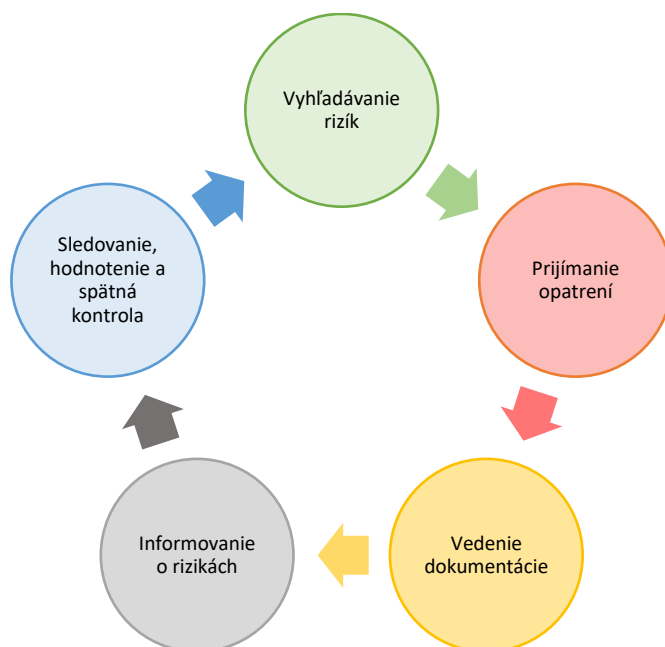 Vyhľadávanie
rizík
Prijímanie
opatrení
Vedenie
dokumentácie
Informovanie
o rizikách
Sledovanie,
hodnotenie a
spätná
kontrola